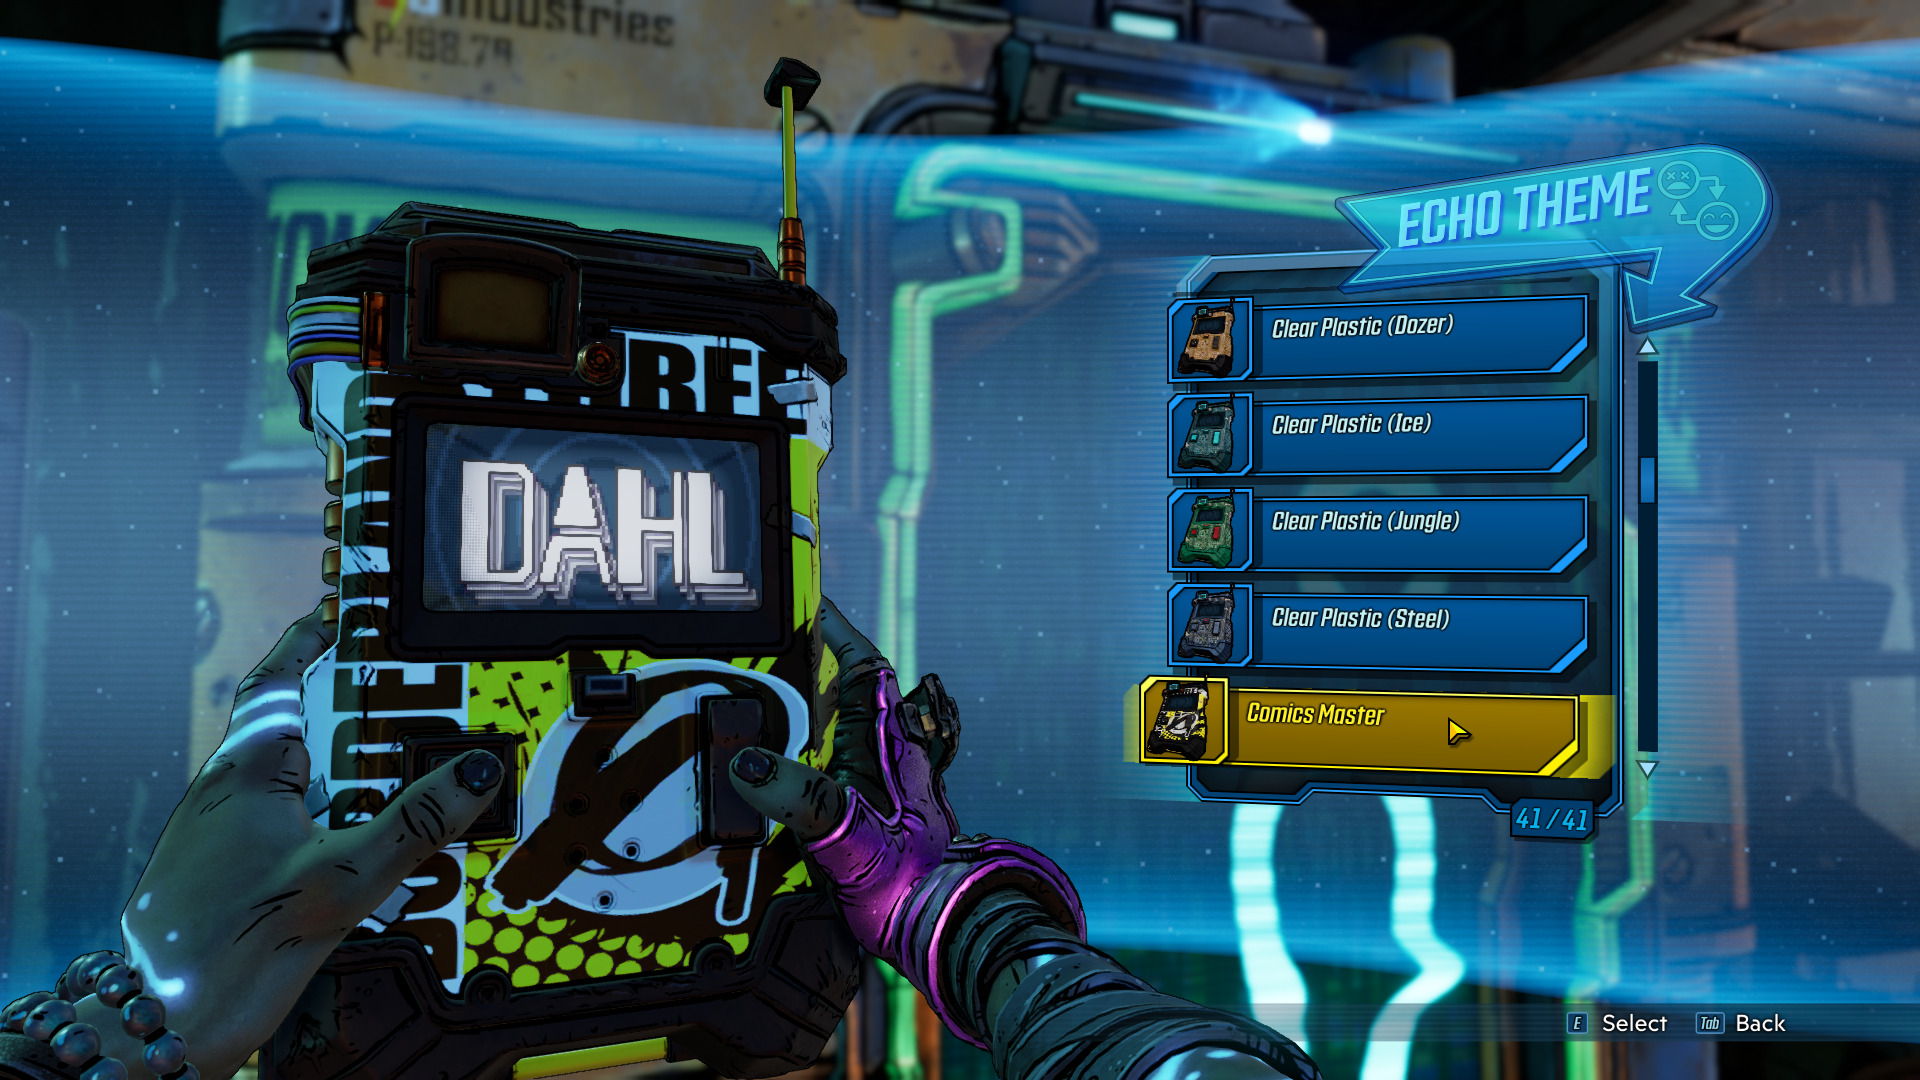 Industries
P-198.79
ECHO THEME
Clear Plastic (Dozer)
Clear Plastic (Ice)
Clear Plastic (Jungle)
Clear Plastic (Steel)
Comics Master
41/41
THREE
DAHL
E Select Tab Back